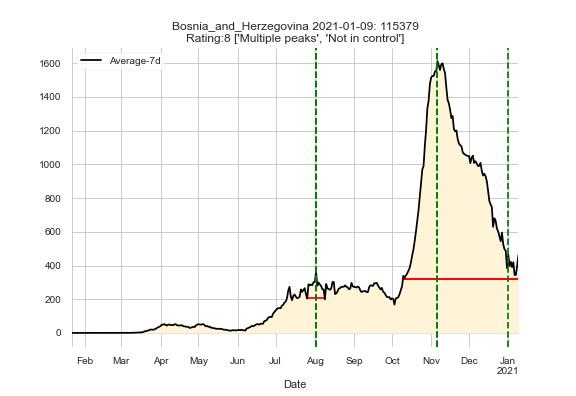 Bosnia_and_Herzegovina 2021-01-09: 115379
Rating:8 ['Multiple peaks', 'Not in control']
Average-7d
1600
1400
1200
1000
800
600
400
200
0
Feb Mar Apr May Jun Jul Aug Sep Oct Nov Dec Jan
2021
Date